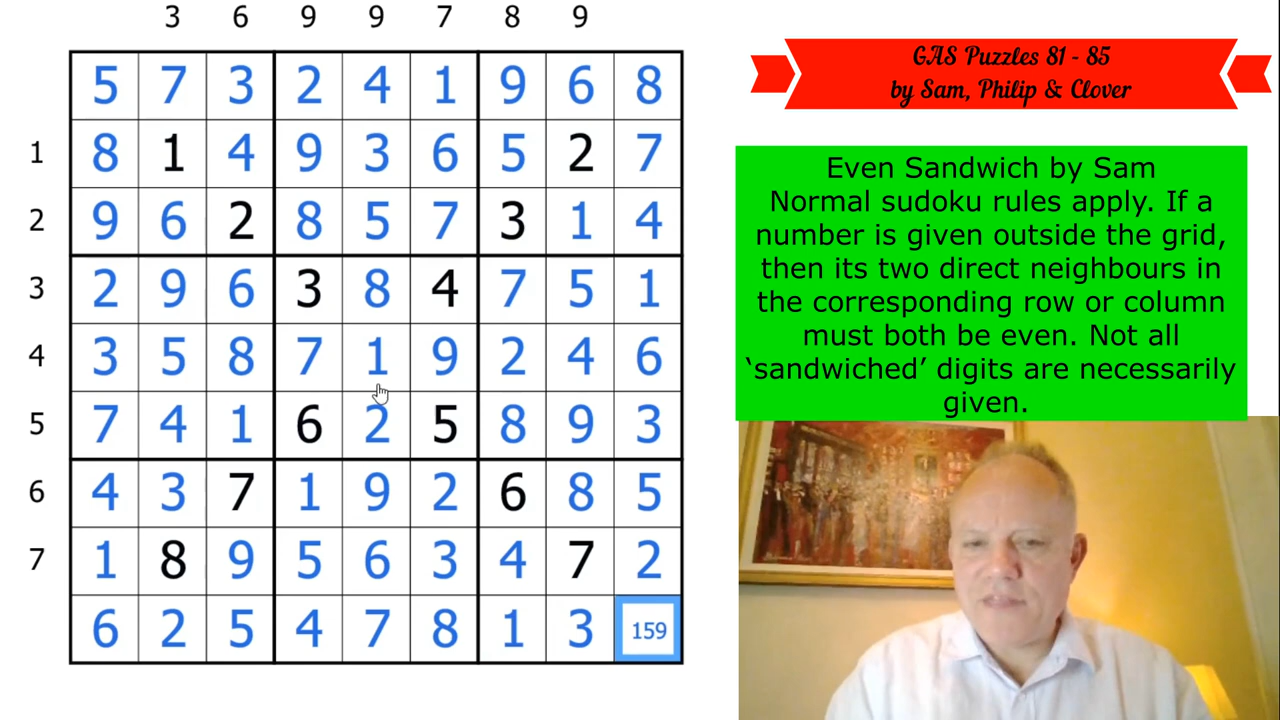 3 6 9 9 7 8 9
5 7 3 2 4 1 9 6 8
1 8 1 4 9 3 6 5 2 7
2 9 6 2 8 5 7 3 1 4
3 2 9 6 3 8 4 7 5 1
4 3 5 8 7 1 9 2 4 6
5 7 4 1 6 2 5 8 9 3
6 4 3 7 1 9 2 6 8 5
7 1 8 9 5 6 3 4 7 2
6 2 5 4 7 8 1 3 159
GAS Puzzles 81 - 85
by Sam, Philip & Clover
Even Sandwich by Sam
Normal sudoku rules apply. If a
number is given outside the grid,
then its two direct neighbours in
the corresponding row or column
must both be even. Not all
‘sandwiched’ digits are necessarily
given.